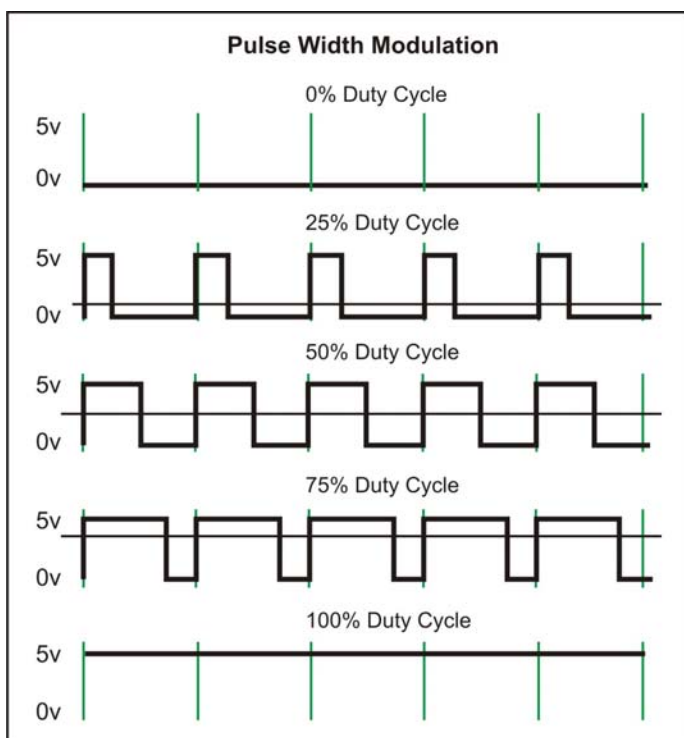 Pulse Width Modulation
0% Duty Cycle
5v
0v
25% Duty Cycle
5v
0v
50% Duty Cycle
5v
0v
75% Duty Cycle
5v
0v
100% Duty Cycle
5v
0v